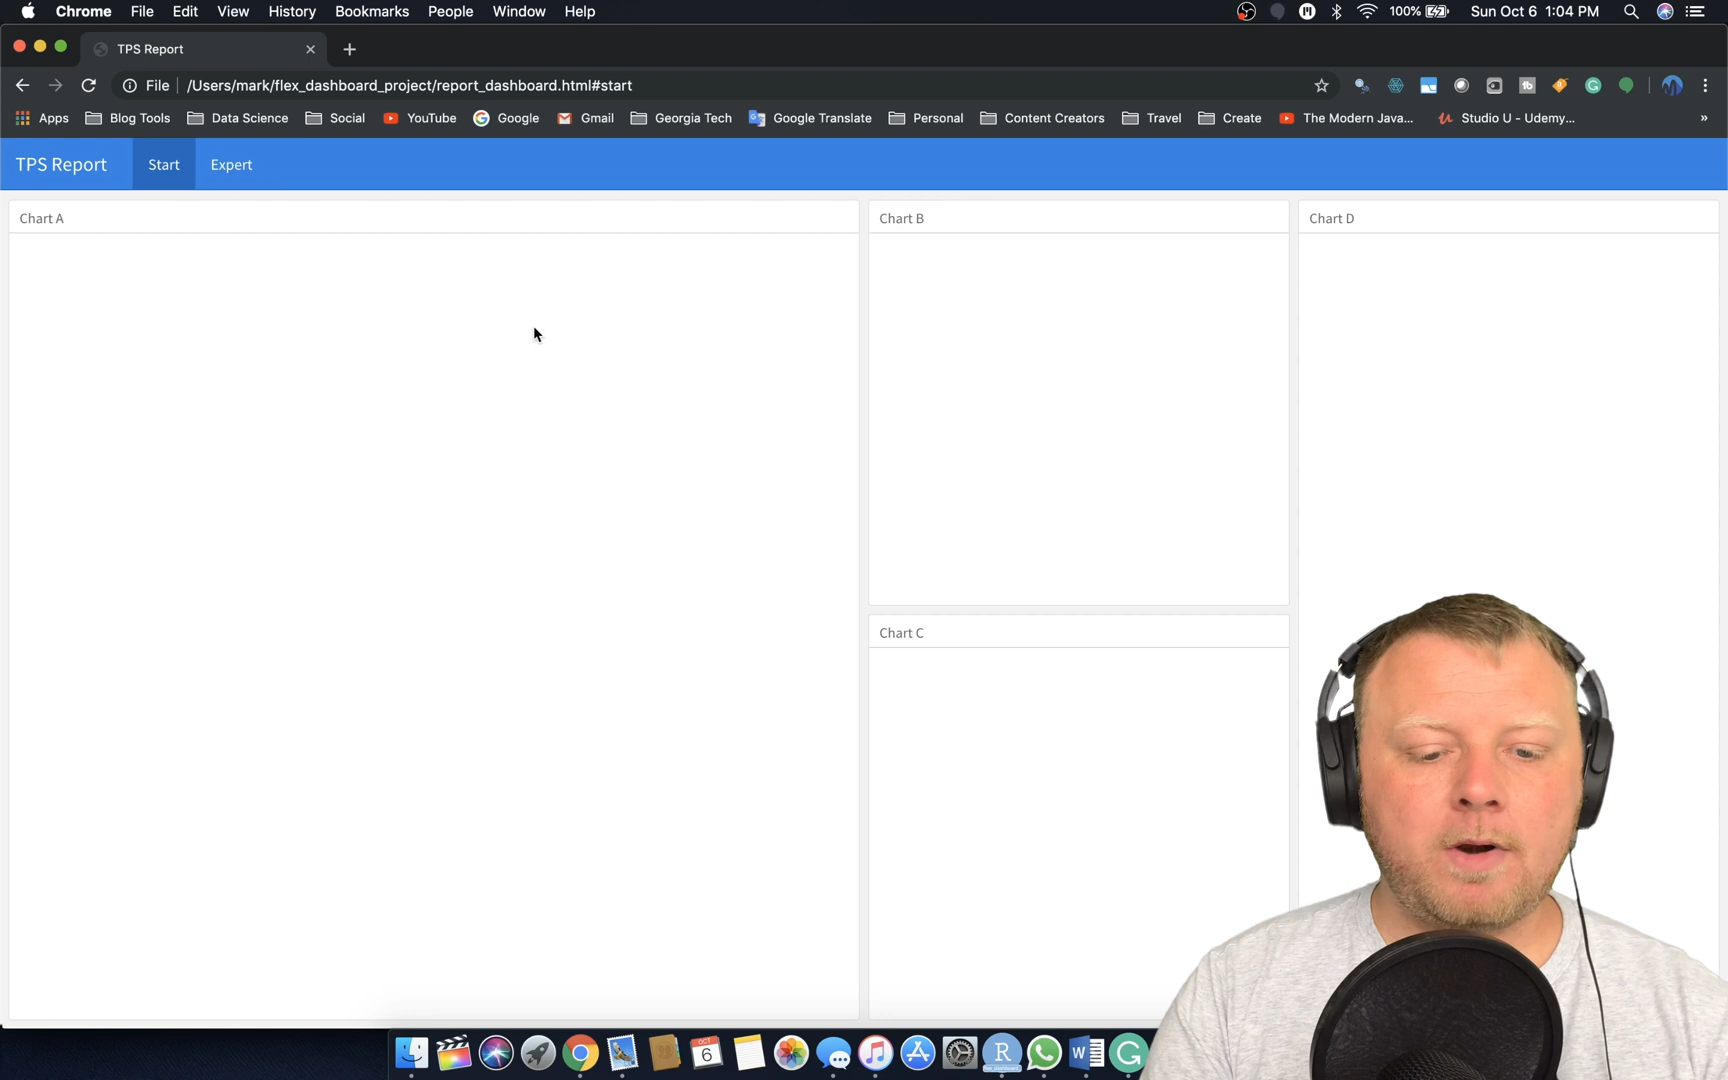 Chrome File Edit View History Bookmarks People Window Help 100% Sun Oct 6 1:04 PM
TPS Report
File /Users/mark/flex_dashboard_project/report_dashboard.html#start
Apps Blog Tools Data Science Social YouTube Google Gmail Georgia Tech Google Translate Personal Content Creators Travel Create The Modern Java... Studio U - Udemy... »
TPS Report Start Expert
Chart A Chart B Chart D
Chart C
OCT
6
R
W
G